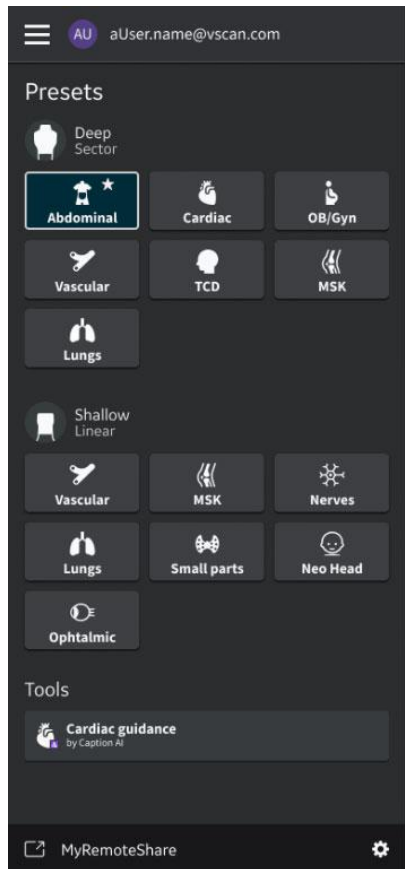 AU aUser.name@vscan.com
Presets
Deep
Sector
Abdominal Cardiac OB/Gyn
Vascular TCD MSK
Lungs
Shallow
Linear
Vascular MSK Nerves
Lungs Small parts Neo Head
Ophtalmic
Tools
Cardiac guidance
by Caption AI
MyRemoteShare